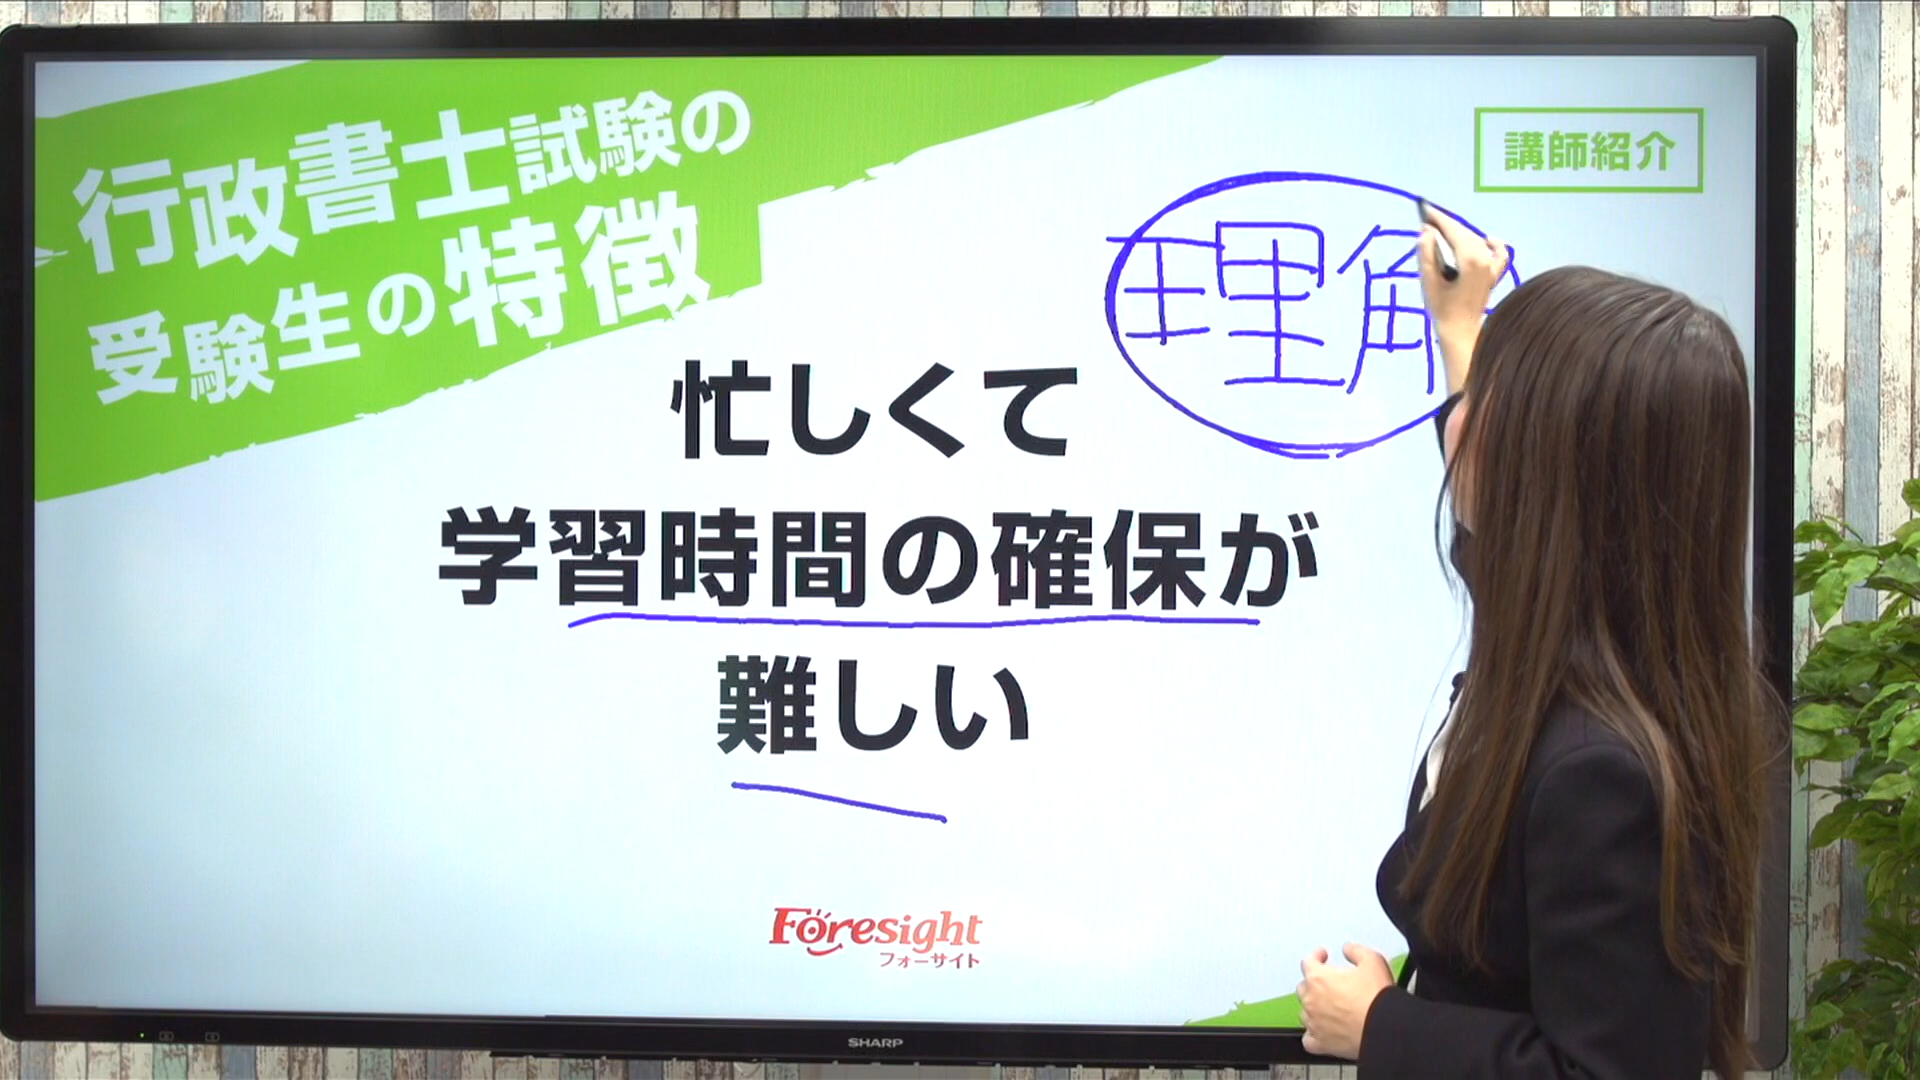 行政書士試験の
受験生の特徴
講師紹介
理解
忙しくて
学習時間の確保が
難しい
Foresight
フォーサイト
SHARP